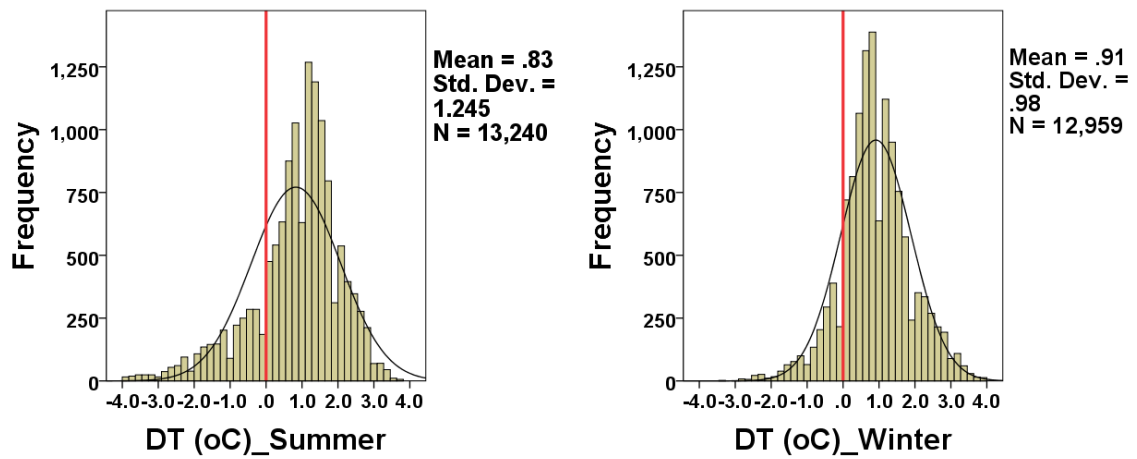 Frequency
1,250
1,000
750
500
250
0
-4.0 -3.0 -2.0 -1.0 .0 1.0 2.0 3.0 4.0
DT (oC)_Summer
Mean = .83
Std. Dev. =
1.245
N = 13,240
Frequency
1,250
1,000
750
500
250
0
-4.0 -3.0 -2.0 -1.0 .0 1.0 2.0 3.0 4.0
DT (oC)_Winter
Mean = .91
Std. Dev. =
.98
N = 12,959